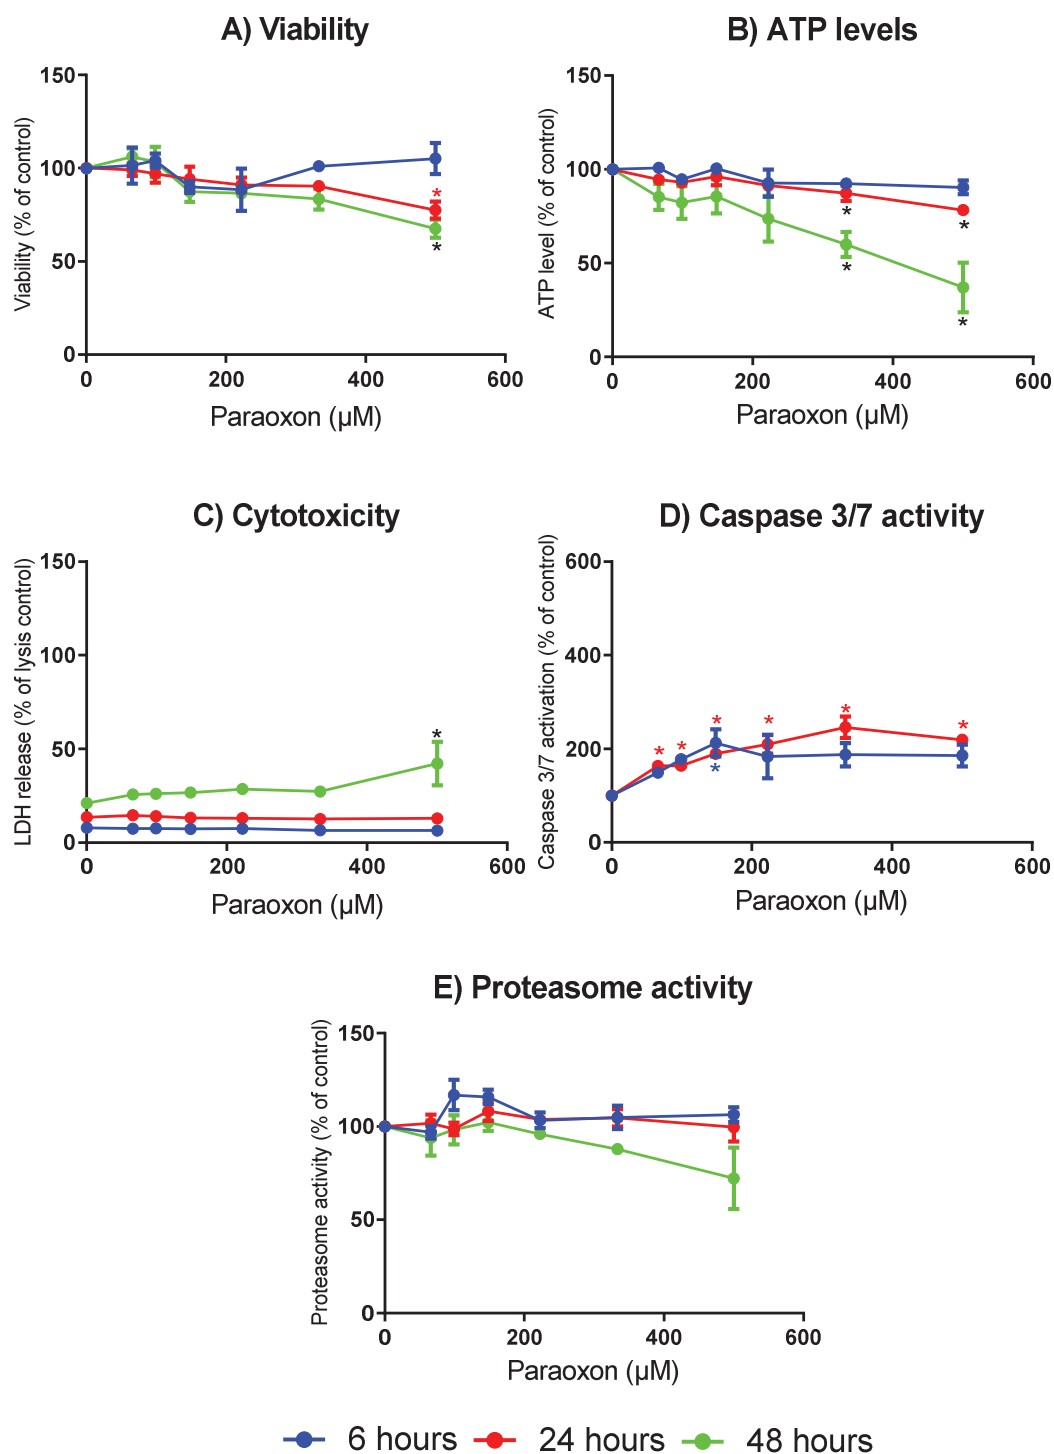 A) Viability
B) ATP levels
Viability (% of control)
150
100
50
0
0 200 400 600
*
*
Paraoxon (µM)
ATP level (% of control)
150
100
50
0
0 200 400 600
*
*
*
*
Paraoxon (µM)
C) Cytotoxicity
D) Caspase 3/7 activity
LDH release (% of lysis control)
150
100
50
0
0 200 400 600
*
Paraoxon (µM)
Caspase 3/7 activation (% of control)
600
400
200
0
0 200 400 600
* * * * * *
*
Paraoxon (µM)
E) Proteasome activity
Proteasome activity (% of control)
150
100
50
0
0 200 400 600
Paraoxon (µM)
6 hours 24 hours 48 hours